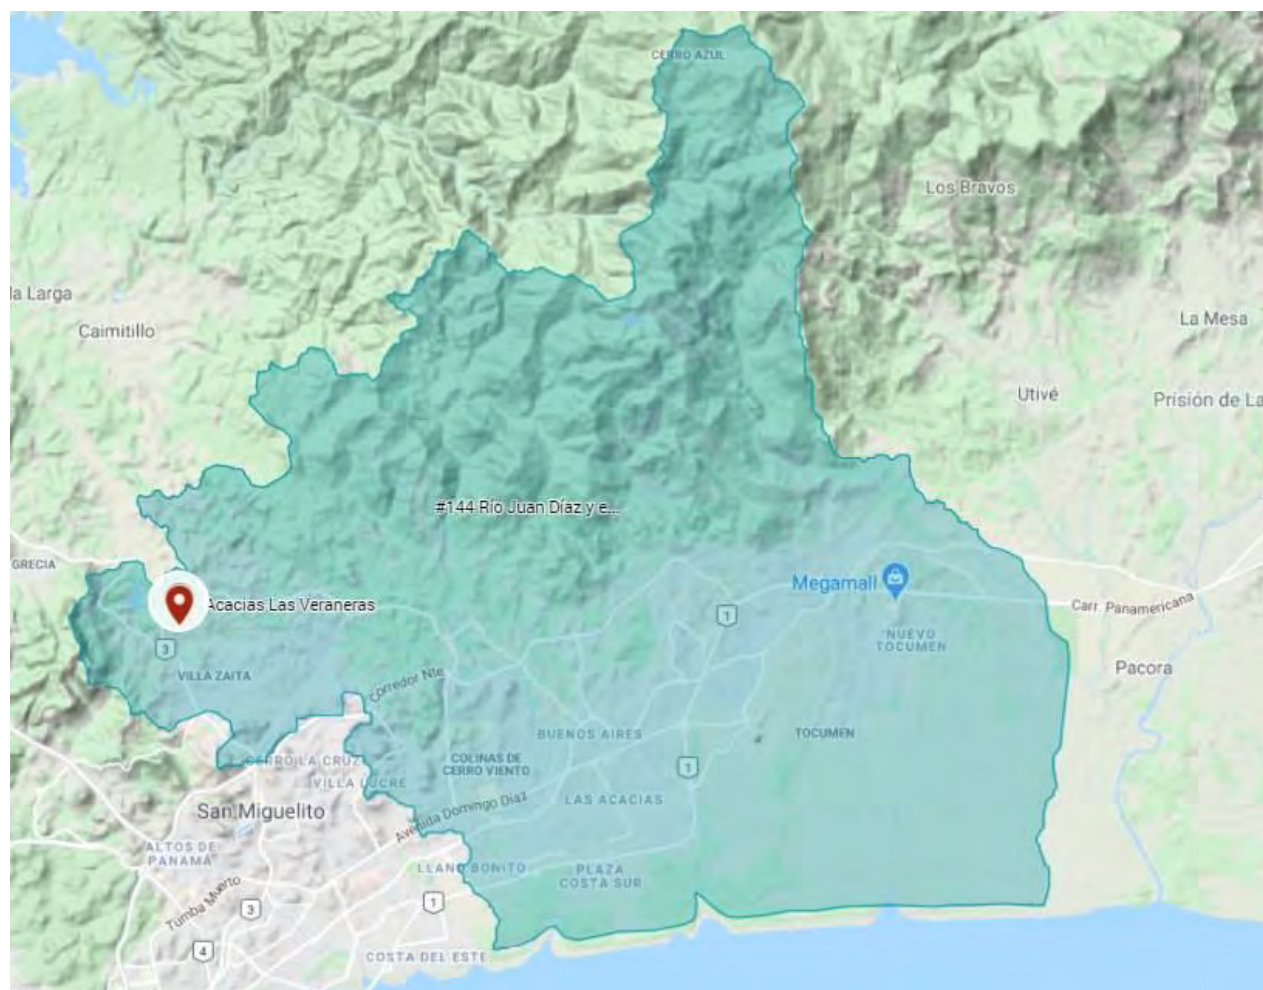 CERRO AZUL
Los Bravos
la Larga
Caimitillo
La Mesa
Utivé
Prisión de La
#144 Río Juan Díaz y e...
GRECIA
Megamall
Acacias Las Veraneras
Carr. Panamericana
1
NUEVO
TOCUMEN
3
VILLA ZAITA
Pacora
Corredor Nte
BUENOS AIRES
TOCUMEN
COLINAS DE
CERRO VIENTO
CERRO LA CRUZ
1
VILLA LUCRE
LAS ACACIAS
San Miguelito
Avenida Domingo Díaz
ALTOS DE
PANAMÁ
LLANO BONITO
PLAZA
COSTA SUR
Tumba Muerto
3
1
4
COSTA DEL ESTE